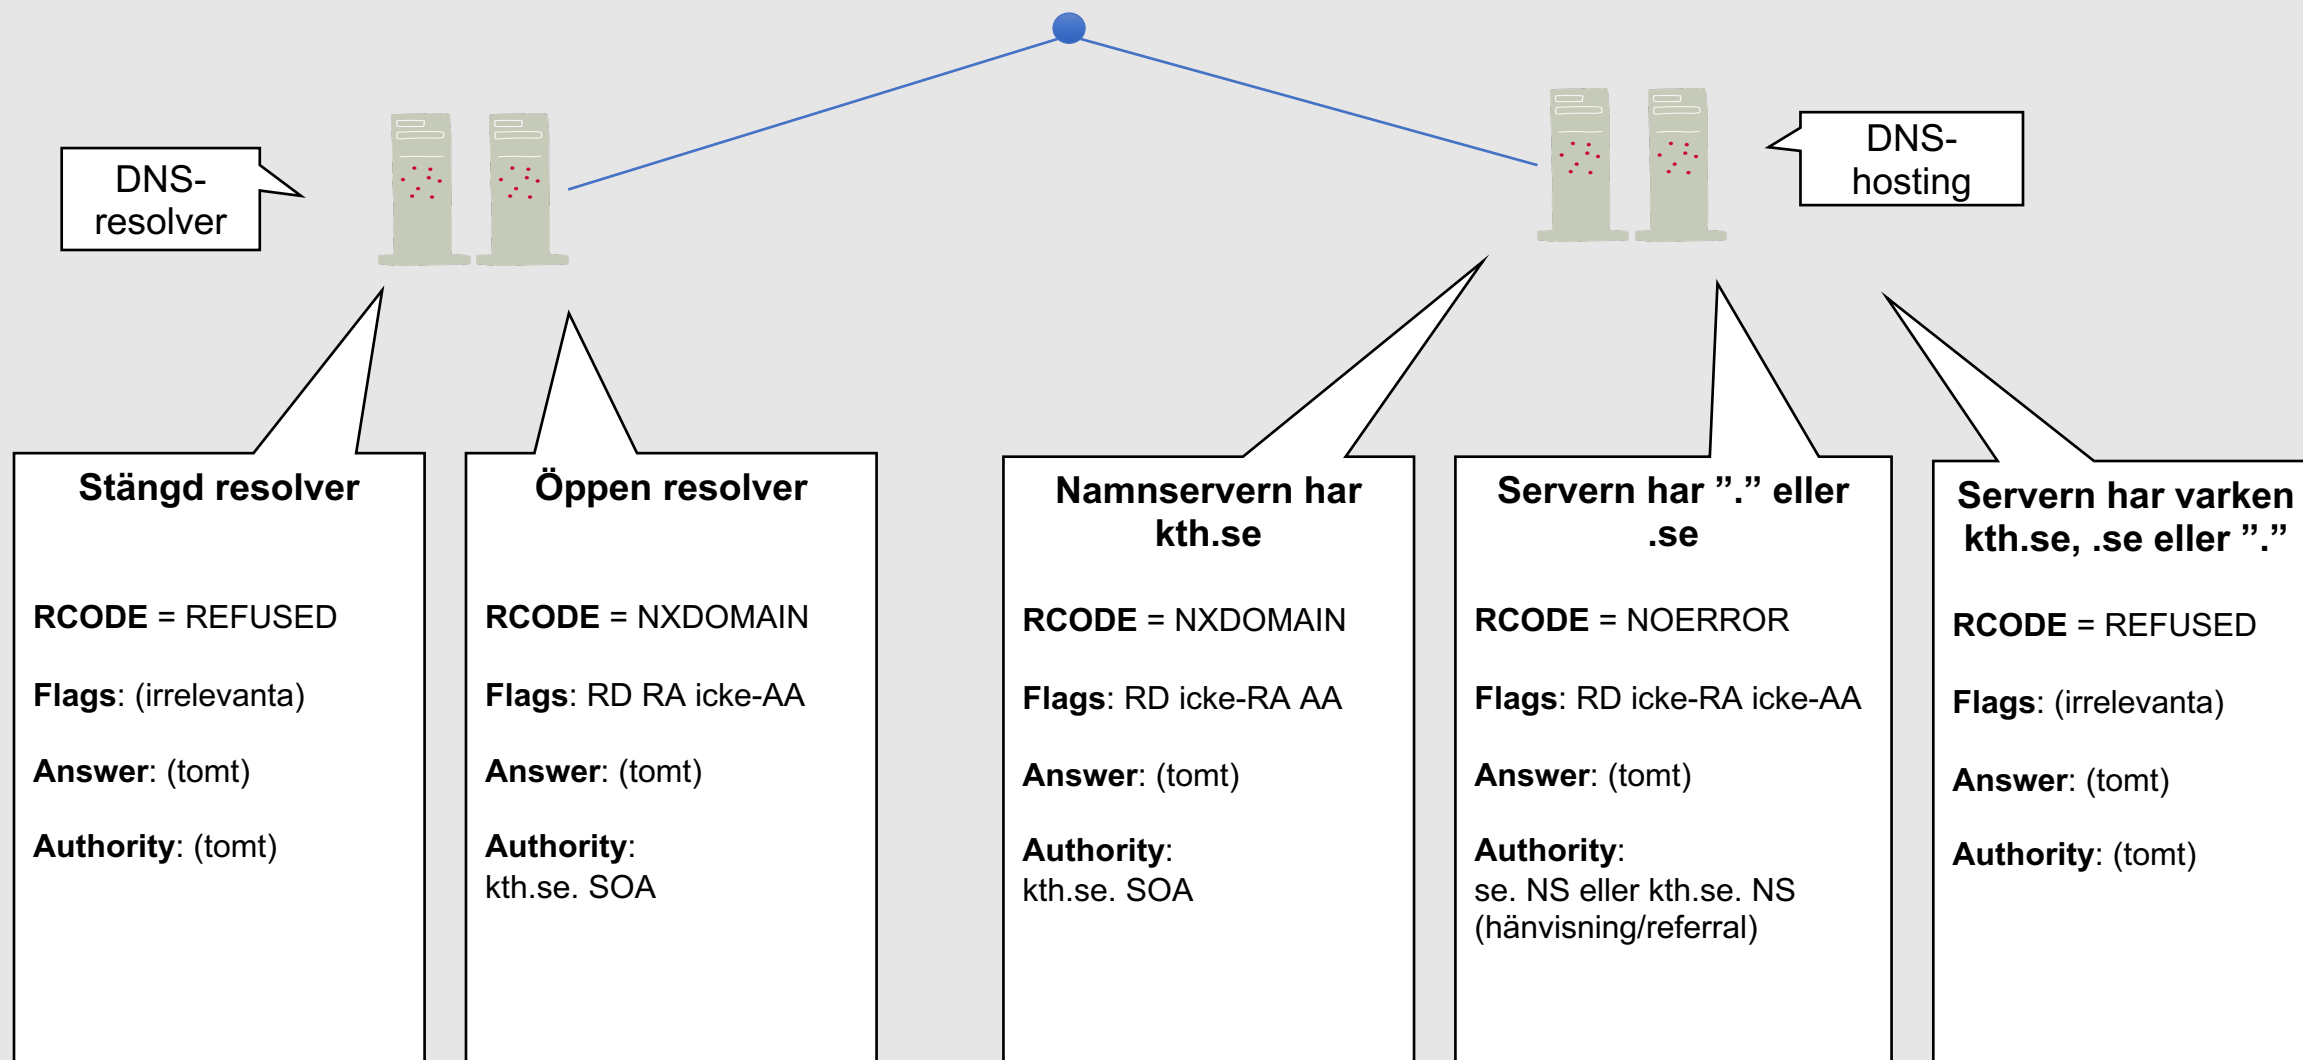 DNS-
resolver
DNS-
hosting
Stängd resolver
RCODE = REFUSED
Flags: (irrelevanta)
Answer: (tomt)
Authority: (tomt)
Öppen resolver
RCODE = NXDOMAIN
Flags: RD RA icke-AA
Answer: (tomt)
Authority:
kth.se. SOA
Namnservern har
kth.se
RCODE = NXDOMAIN
Flags: RD icke-RA AA
Answer: (tomt)
Authority:
kth.se. SOA
Servern har ”.” eller
.se
RCODE = NOERROR
Flags: RD icke-RA icke-AA
Answer: (tomt)
Authority:
se. NS eller kth.se. NS
(hänvisning/referral)
Servern har varken
kth.se, .se eller ”.”
RCODE = REFUSED
Flags: (irrelevanta)
Answer: (tomt)
Authority: (tomt)